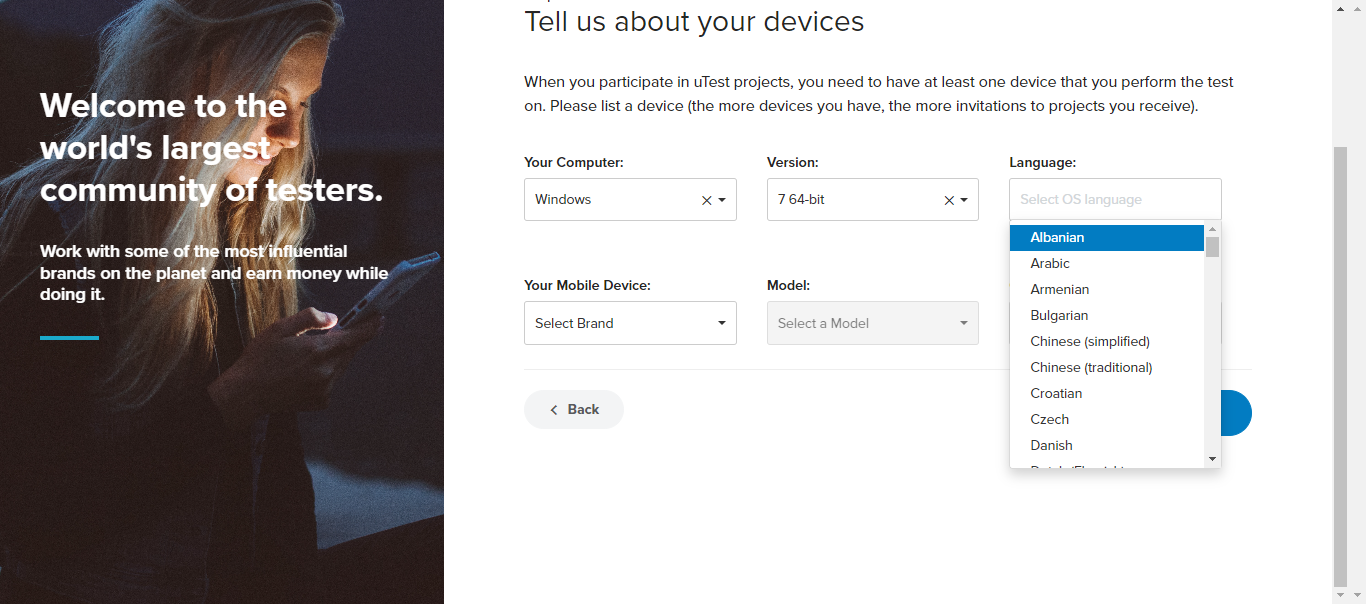 Welcome to the
world's largest
community of testers.
Work with some of the most influential
brands on the planet and earn money while
doing it.
Tell us about your devices
When you participate in uTest projects, you need to have at least one device that you perform the test
on. Please list a device (the more devices you have, the more invitations to projects you receive).
Your Computer:
Windows
Version:
7 64-bit
Language:
Select OS language
Albanian
Arabic
Armenian
Bulgarian
Chinese (simplified)
Chinese (traditional)
Croatian
Czech
Danish
Your Mobile Device:
Select Brand
Model:
Select a Model
Back